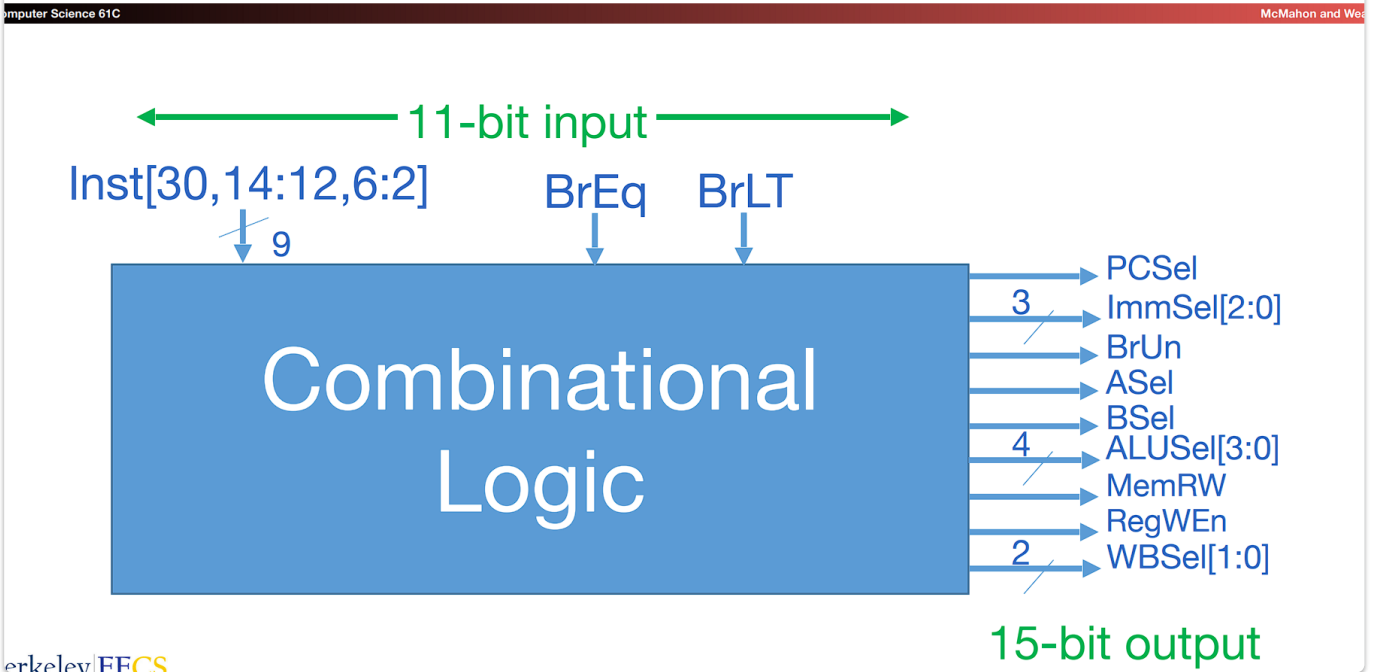 omputer Science 61C
McMahon and Wea
11-bit input
Inst[30,14:12,6:2]
BrEq
BrLT
9
Combinational
Logic
PCSel
3
ImmSel[2:0]
BrUn
ASel
BSel
4
ALUSel[3:0]
MemRW
RegWEn
2
WBSel[1:0]
15-bit output
erkeley EECS